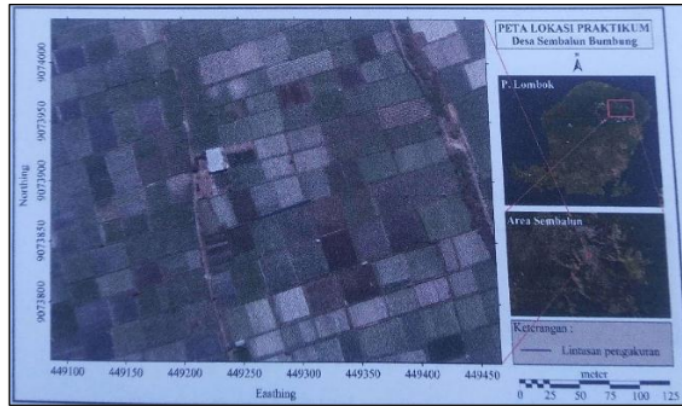 PETA LOKASI PRAKTIKUM
Desa Sembalun Bumbung
P. Lombok
Area Sembalun
Keterangan :
Lintasan pengukuran
meter
0 25 50 75 100 125
Northing
9074000
9073950
9073900
9073850
9073800
449100 449150 449200 449250 449300 449350 449400 449450
Easthing